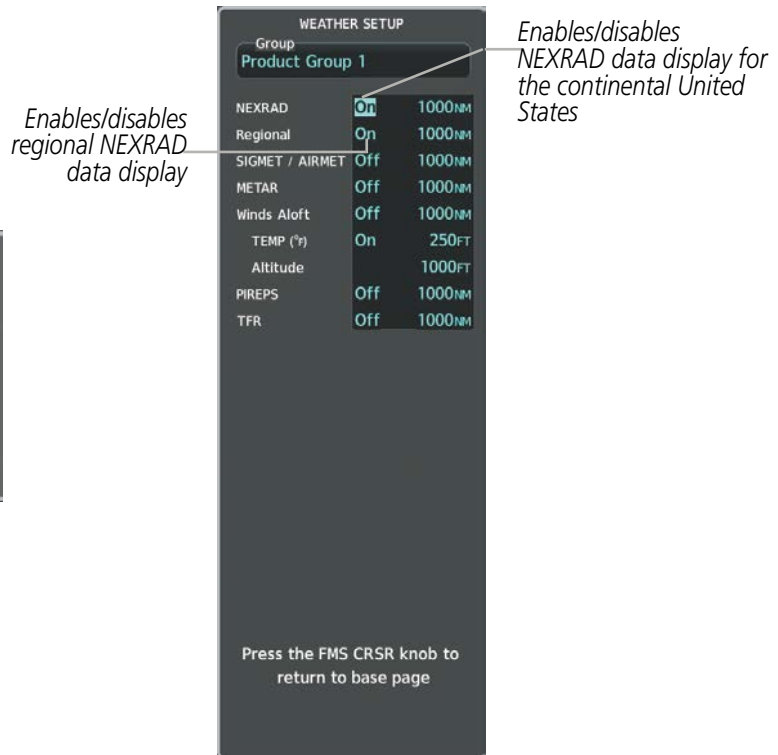 WEATHER SETUP
Group
Product Group 1
NEXRAD On 1000NM
Regional On 1000NM
SIGMET / AIRMET Off 1000NM
METAR Off 1000NM
Winds Aloft Off 1000NM
TEMP (°F) On 250FT
Altitude 1000FT
PIREPS Off 1000NM
TFR Off 1000NM
Press the FMS CRSR knob to
return to base page
Enables/disables
regional NEXRAD
data display
Enables/disables
NEXRAD data display for
the continental United
States